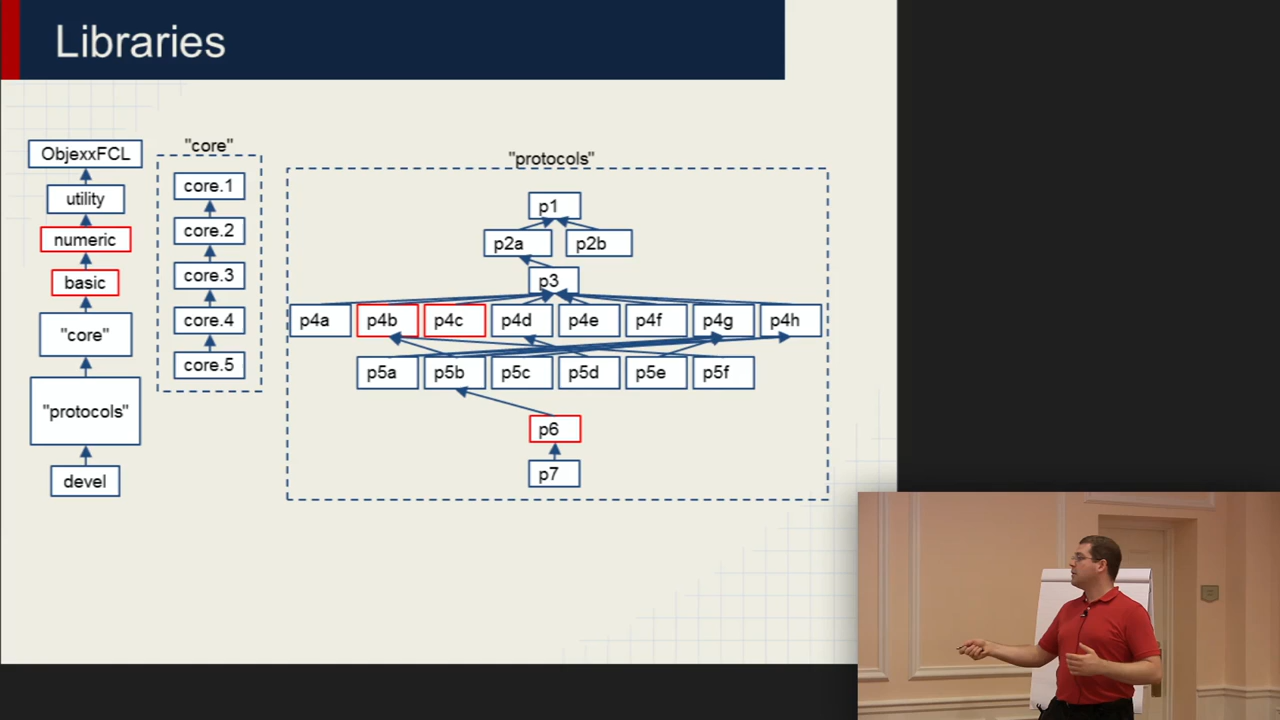 Libraries
ObjexxFCL
utility
numeric
basic
"core"
"protocols"
devel
"core"
core.1
core.2
core.3
core.4
core.5
"protocols"
p1
p2a p2b
p3
p4a p4b p4c p4d p4e p4f p4g p4h
p5a p5b p5c p5d p5e p5f
p6
p7